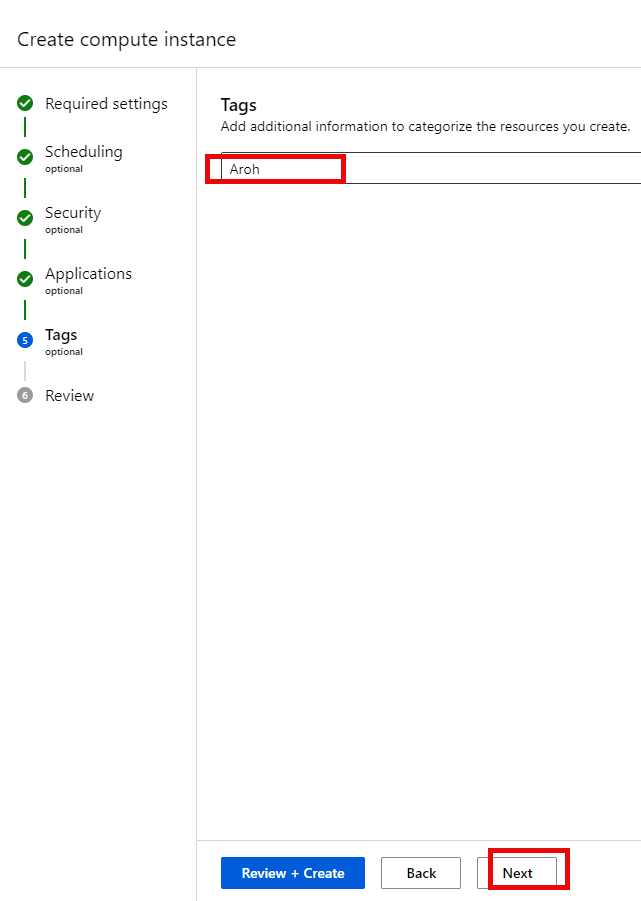 Create compute instance
Required settings
Scheduling
optional
Security
optional
Applications
optional
5
Tags
optional
6
Review
Tags
Add additional information to categorize the resources you create.
Aroh
Review + Create
Back
Next